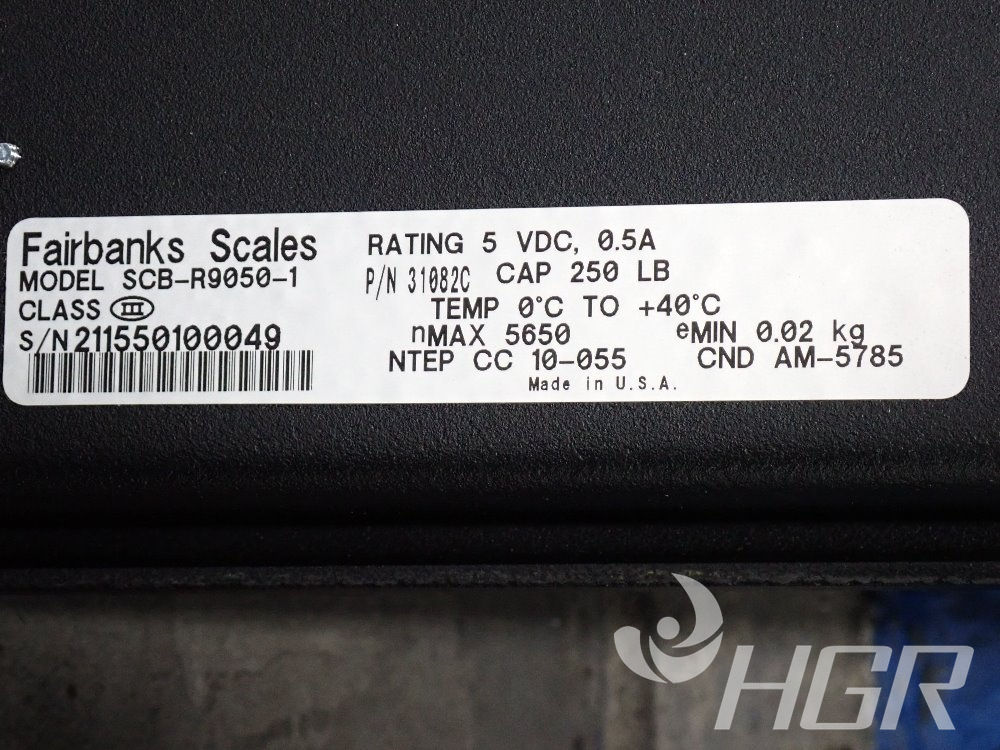 Fairbanks Scales
MODEL SCB-R9050-1
CLASS III
S/N 211550100049
RATING 5 VDC, 0.5A
P/N 31082C CAP 250 LB
TEMP 0°C TO +40°C
nMAX 5650 eMIN 0.02 kg
NTEP CC 10-055 CND AM-5785
Made in U.S.A.
HGR